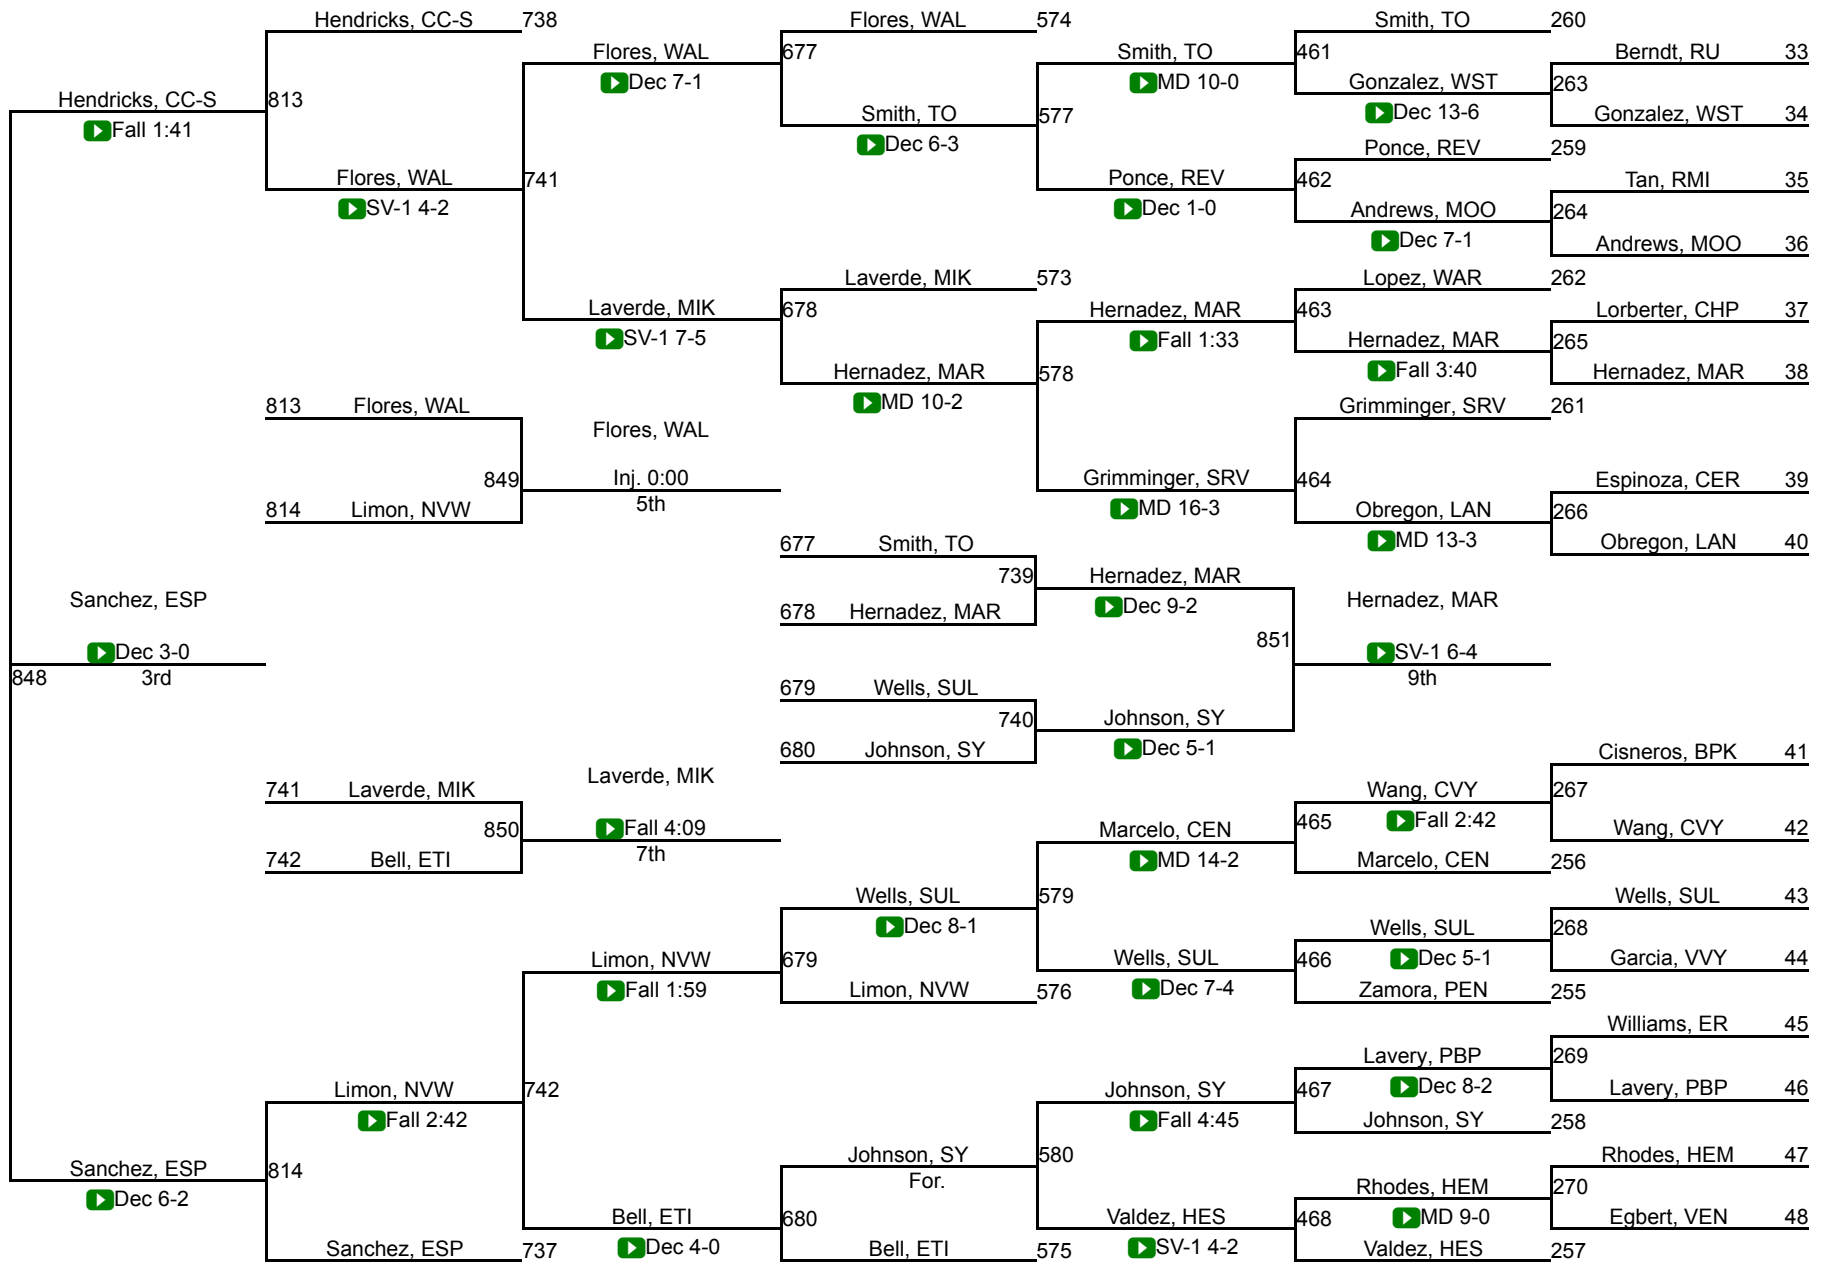 Hendricks, CC-S 738 Flores, WAL 574 Smith, TO 260
Flores, WAL 677 Smith, TO 461 Berndt, RU 33
Dec 7-1 MD 10-0 Gonzalez, WST 263
Hendricks, CC-S 813 Smith, TO 577 Dec 13-6 Gonzalez, WST 34
Fall 1:41 Dec 6-3 Ponce, REV 259
Flores, WAL 741 Ponce, REV 462 Tan, RMI 35
SV-1 4-2 Dec 1-0 Andrews, MOO 264
Dec 7-1 Andrews, MOO 36
Laverde, MIK 573 Lopez, WAR 262
Laverde, MIK 678 Hernadez, MAR 463 Lorberter, CHP 37
SV-1 7-5 Fall 1:33 Hernadez, MAR 265
Hernadez, MAR 578 Fall 3:40 Hernadez, MAR 38
813 Flores, WAL MD 10-2 Grimminger, SRV 261
Flores, WAL
849 Inj. 0:00 Grimminger, SRV 464 Espinoza, CER 39
814 Limon, NVW 5th MD 16-3 Obregon, LAN 266
677 Smith, TO MD 13-3 Obregon, LAN 40
739 Hernadez, MAR
Sanchez, ESP 678 Hernadez, MAR Dec 9-2 Hernadez, MAR
Dec 3-0 851 SV-1 6-4
848 3rd 9th
679 Wells, SUL
740 Johnson, SY
680 Johnson, SY Dec 5-1 Cisneros, BPK 41
Laverde, MIK
741 Laverde, MIK Wang, CVY 267
850 Fall 4:09 Marcelo, CEN 465 Fall 2:42 Wang, CVY 42
742 Bell, ETI 7th MD 14-2 Marcelo, CEN 256
Wells, SUL 579 Wells, SUL 43
Dec 8-1 Wells, SUL 268
Limon, NVW 679 Wells, SUL 466 Dec 5-1 Garcia, VVY 44
Fall 1:59 Limon, NVW 576 Dec 7-4 Zamora, PEN 255
Williams, ER 45
Lavery, PBP 269
Limon, NVW 742 Johnson, SY 467 Dec 8-2 Lavery, PBP 46
Fall 2:42 Fall 4:45 Johnson, SY 258
Sanchez, ESP 814 Johnson, SY 580 Rhodes, HEM 47
Dec 6-2 For. Rhodes, HEM 270
Bell, ETI 680 Valdez, HES 468 MD 9-0 Egbert, VEN 48
Sanchez, ESP 737 Dec 4-0 Bell, ETI 575 SV-1 4-2 Valdez, HES 257